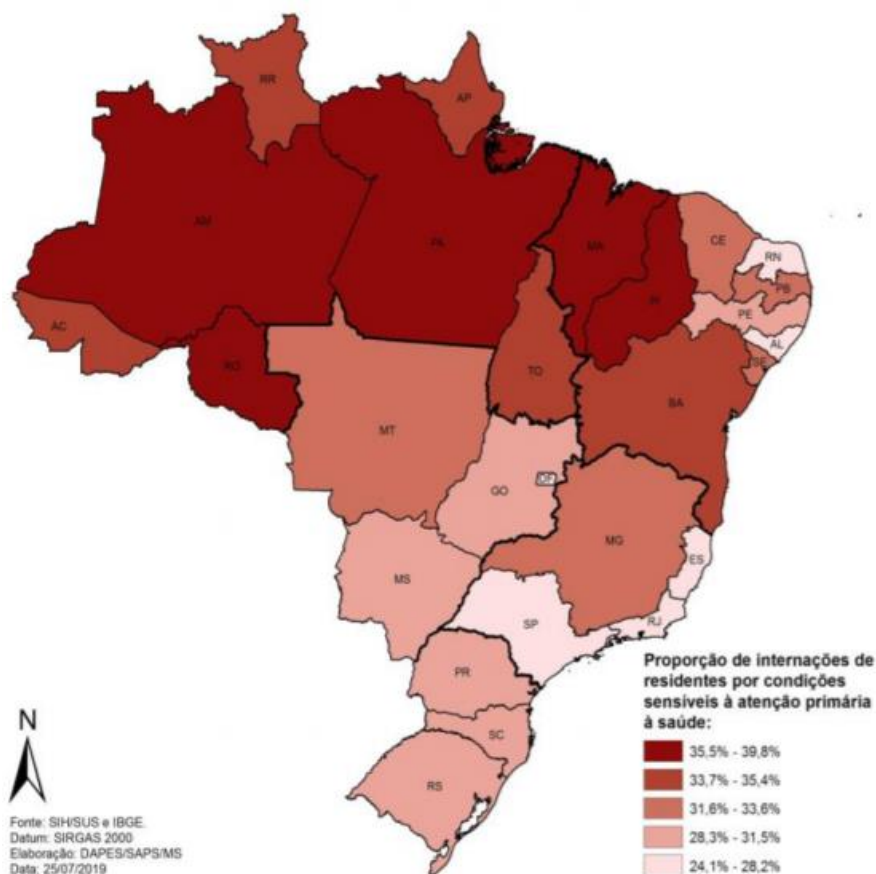 RR
AP
AM
PA
MA
CE
RN
PI
PB
PE
AC
AL
SE
RO
TO
BA
MT
GO
DF
MG
MS
ES
SP
RJ
PR
SC
RS
N
Fonte: SIH/SUS e IBGE.
Datum: SIRGAS 2000
Elaboração: DAPES/SAPS/MS
Data: 25/07/2019
Proporção de internações de
residentes por condições
sensíveis à atenção primária
à saúde:
35,5% - 39,8%
33,7% - 35,4%
31,6% - 33,6%
28,3% - 31,5%
24,1% - 28,2%